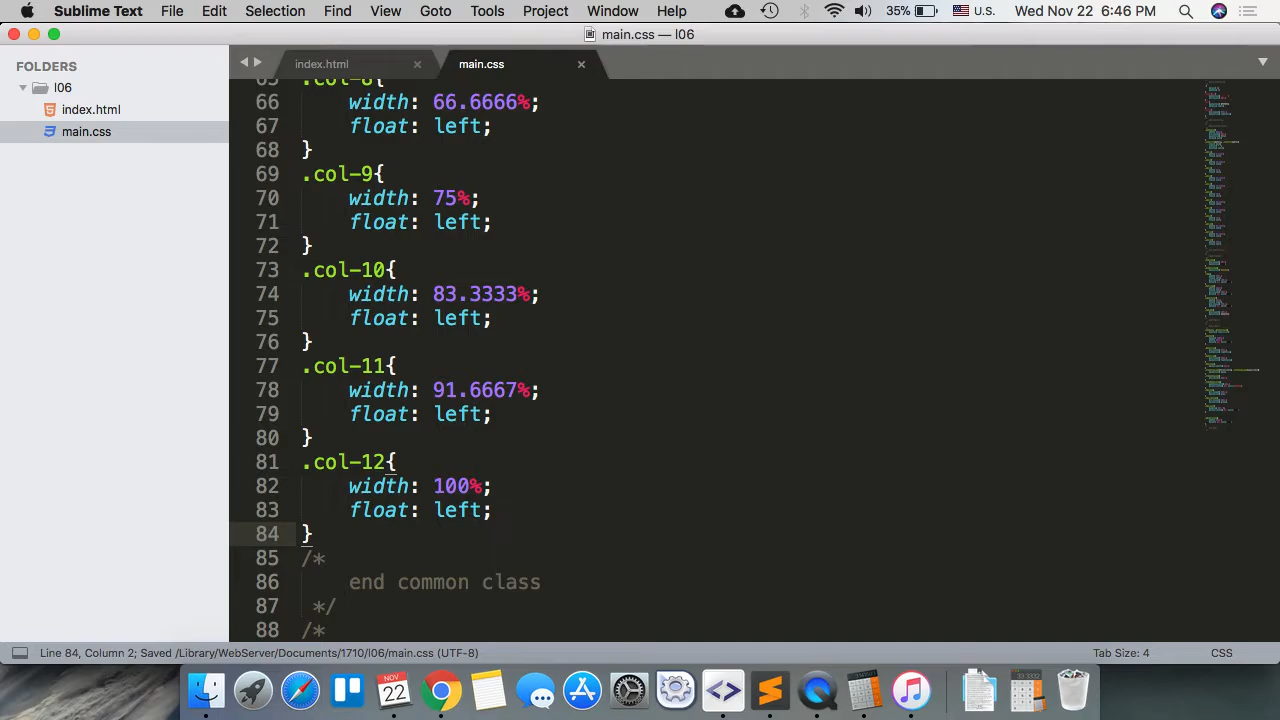 Sublime Text File Edit Selection Find View Goto Tools Project Window Help 35% U.S. Wed Nov 22 6:46 PM
main.css — l06
FOLDERS
l06
index.html
main.css
index.html
main.css
65 .col-8{
66 width: 66.6666%;
67 float: left;
68 }
69 .col-9{
70 width: 75%;
71 float: left;
72 }
73 .col-10{
74 width: 83.3333%;
75 float: left;
76 }
77 .col-11{
78 width: 91.6667%;
79 float: left;
80 }
81 .col-12{
82 width: 100%;
83 float: left;
84 }
85 /*
86 end common class
87 */
88 /*
Line 84, Column 2; Saved /Library/WebServer/Documents/1710/l06/main.css (UTF-8) Tab Size: 4 CSS
NOV
22